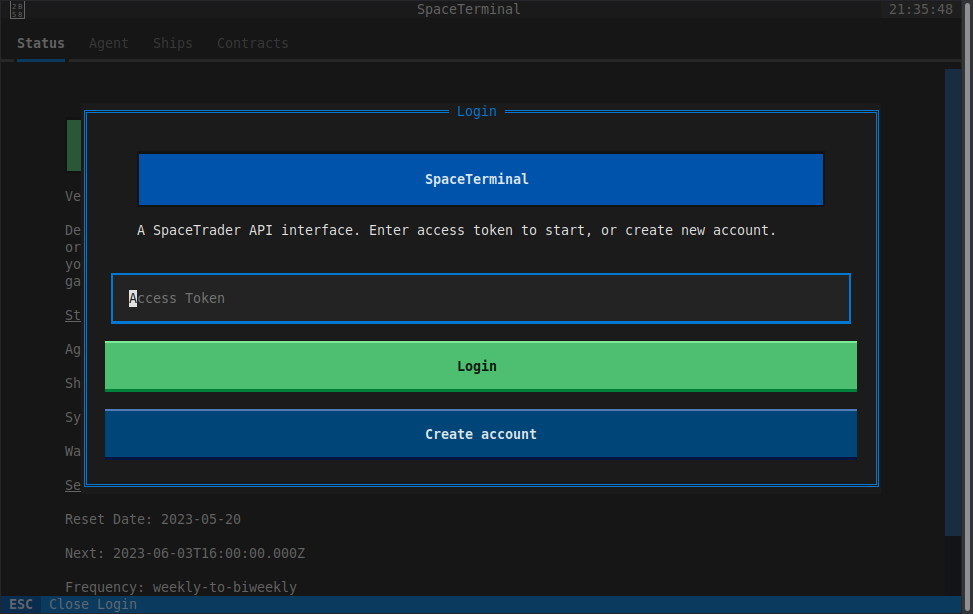 SpaceTerminal 21:35:48
Status Agent Ships Contracts
Login
SpaceTerminal
Ve
A SpaceTrader API interface. Enter access token to start, or create new account.
De
or
yo
ga
Access Token
St
Ag
Login
Sh
Sy
Create account
Wa
Se
Reset Date: 2023-05-20
Next: 2023-06-03T16:00:00.000Z
Frequency: weekly-to-biweekly
ESC Close Login